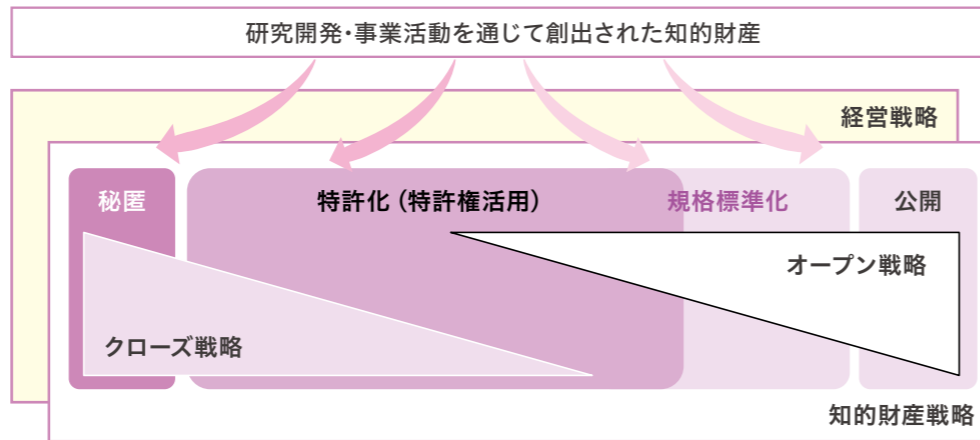 研究開発・事業活動を通じて創出された知的財産
経営戦略
秘匿
特許化（特許権活用）
規格標準化
公開
オープン戦略
クローズ戦略
知的財産戦略